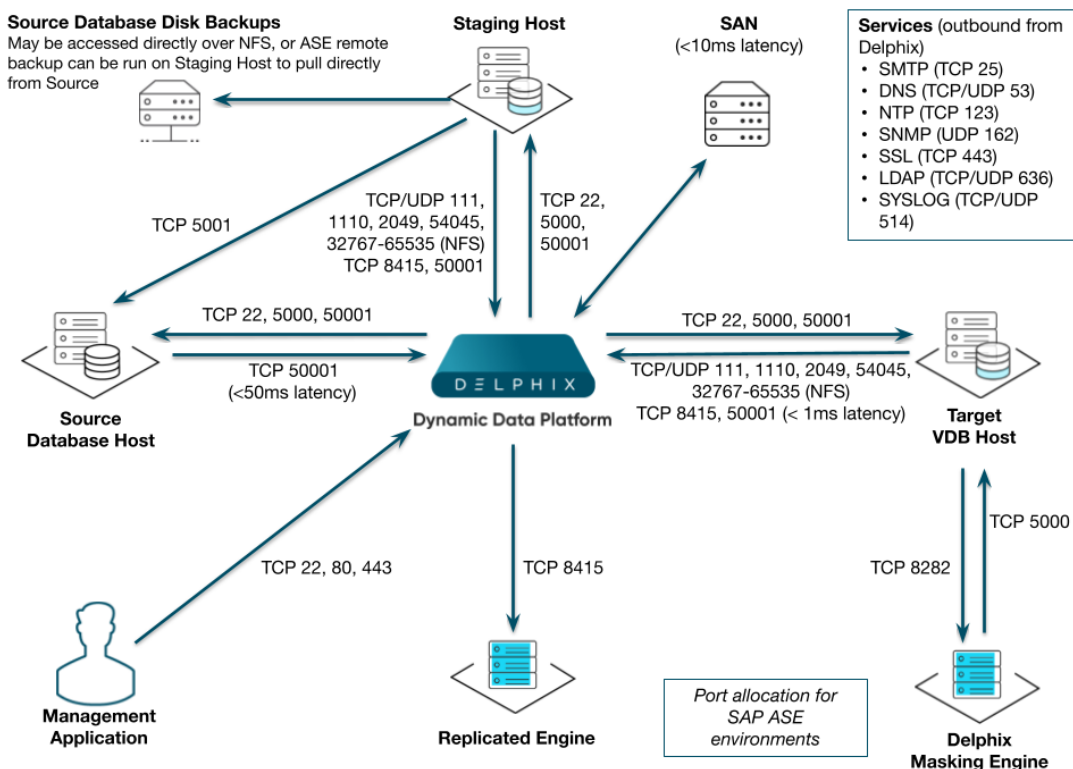 Source Database Disk Backups
May be accessed directly over NFS, or ASE remote
backup can be run on Staging Host to pull directly
from Source
Staging Host
SAN
(<10ms latency)
Services (outbound from
Delphix)
• SMTP (TCP 25)
• DNS (TCP/UDP 53)
• NTP (TCP 123)
• SNMP (UDP 162)
• SSL (TCP 443)
• LDAP (TCP/UDP 636)
• SYSLOG (TCP/UDP
514)
TCP 5001
TCP/UDP 111,
1110, 2049, 54045,
32767-65535 (NFS)
TCP 8415, 50001
TCP 22,
5000,
50001
TCP 22, 5000, 50001
TCP 50001
(<50ms latency)
Source
Database Host
DELPHIX
Dynamic Data Platform
TCP 22, 5000, 50001
TCP/UDP 111, 1110, 2049, 54045,
32767-65535 (NFS)
TCP 8415, 50001 (< 1ms latency)
Target
VDB Host
TCP 22, 80, 443
TCP 8415
TCP 8282
TCP 5000
Management
Application
Replicated Engine
Port allocation for
SAP ASE
environments
Delphix
Masking Engine